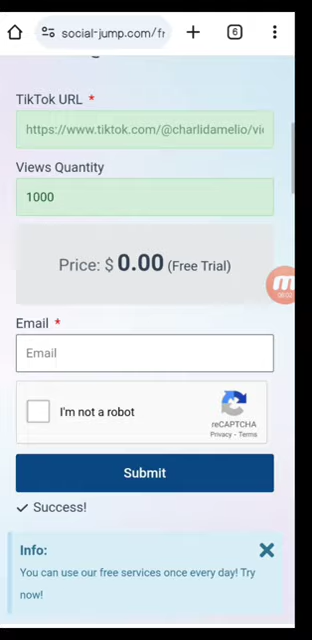 6
social-jump.com/fr
TikTok URL *
https://www.tiktok.com/@charlidamelio/vi
Views Quantity
1000
Price: $ 0.00 (Free Trial)
Email *
Email
I'm not a robot
reCAPTCHA
Privacy - Terms
Submit
Success!
Info:
You can use our free services once every day! Try
now!